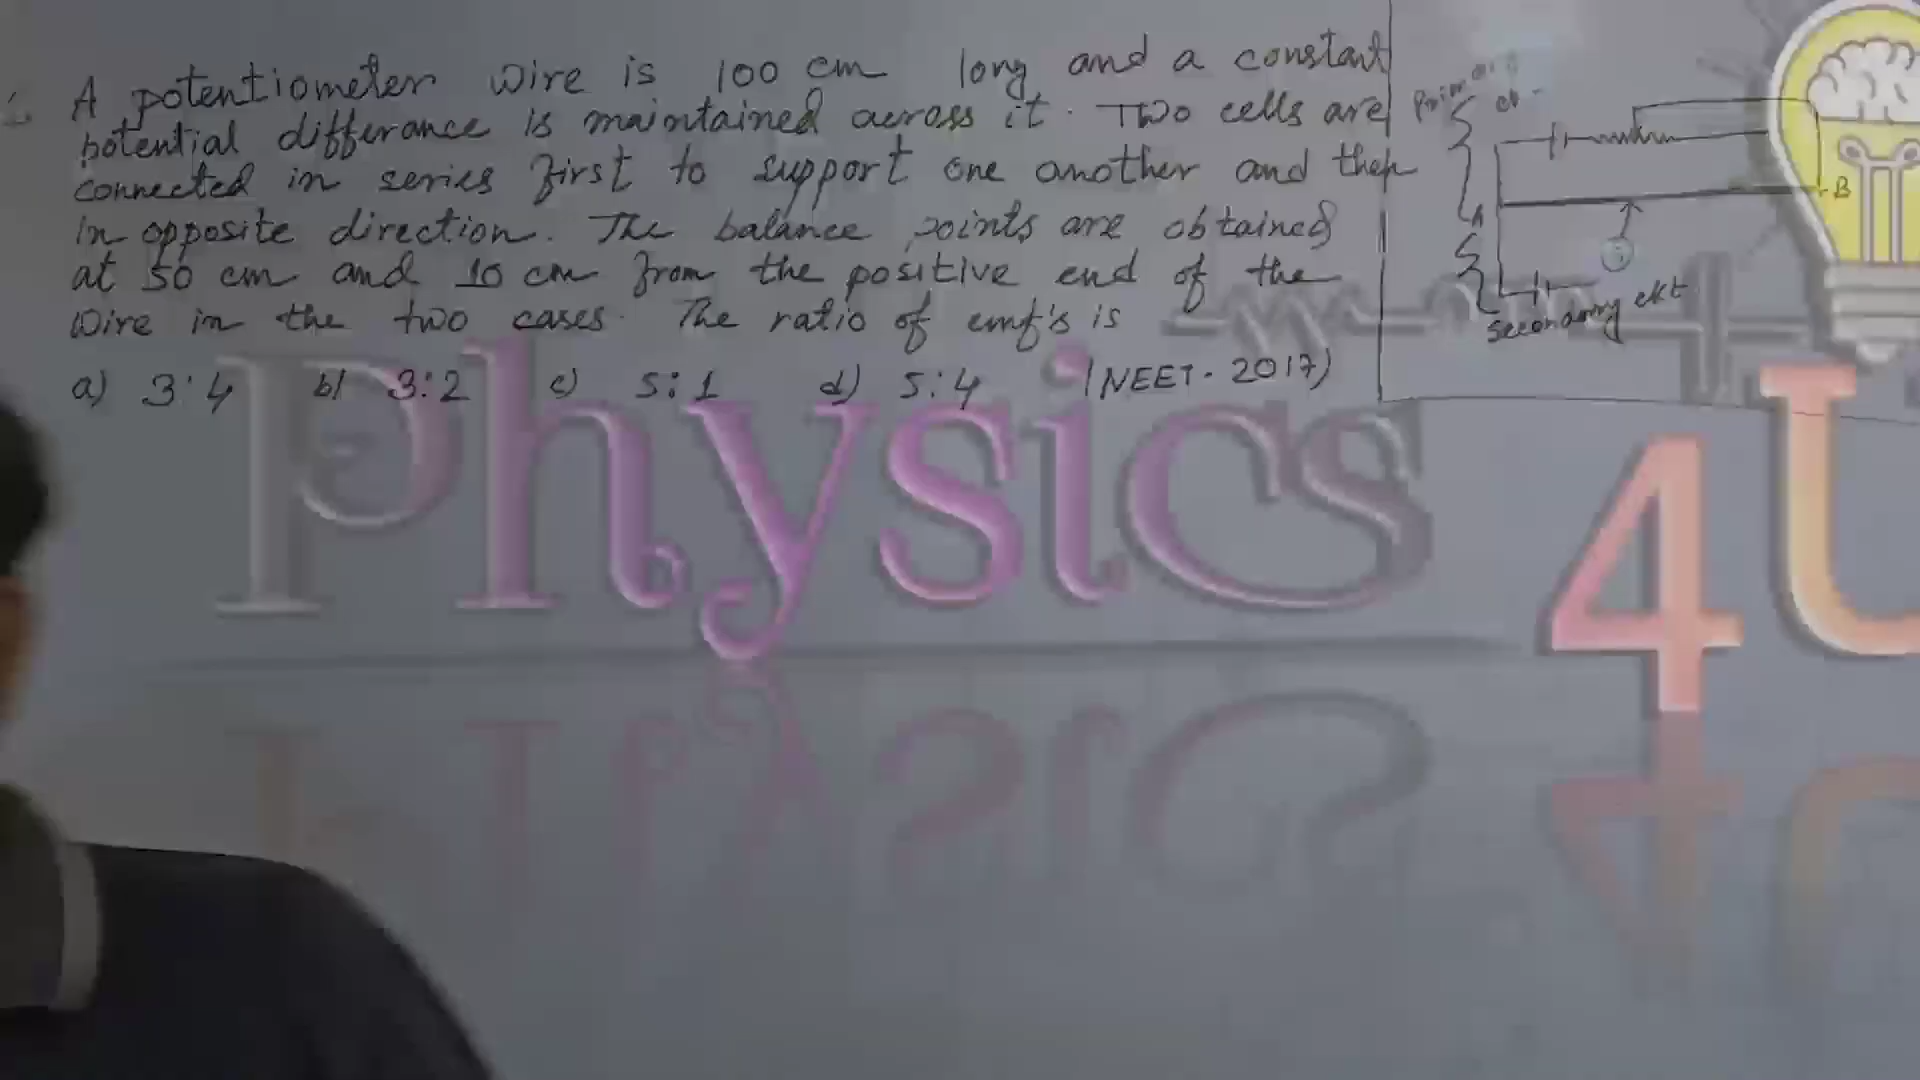 A potentiometer wire is 100 cm long and a constant
potential differance is maintained across it. Two cells are
connected in series first to support one another and then
in opposite direction. The balance points are obtained
at 50 cm and 10 cm from the positive end of the
wire in the two cases. The ratio of emf's is
a) 3:4 b) 3:2 c) 5:1 d) 5:4 (NEET- 2017)
B
A
secondary ckt
Physics 4U